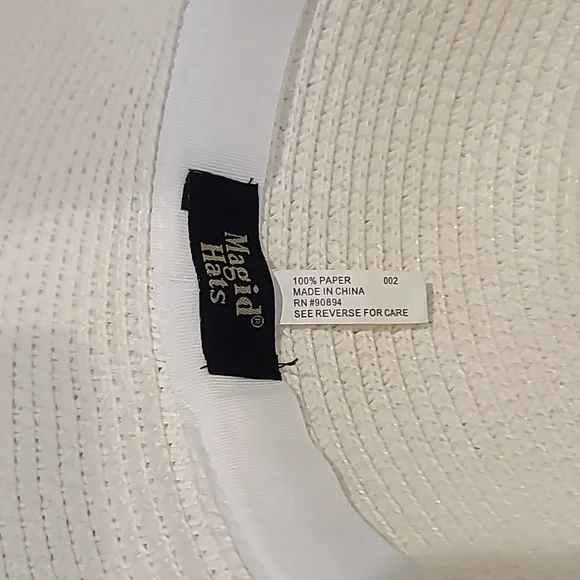 Magid®
Hats
100% PAPER 002
MADE IN CHINA
RN #90894
SEE REVERSE FOR CARE